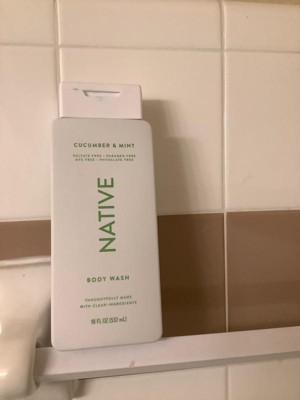 CUCUMBER & MINT
SULFATE FREE • PARABEN FREE
DYE FREE • PHTHALATE FREE
NATIVE
BODY WASH
THOUGHTFULLY MADE
WITH CLEAN INGREDIENTS
18 FL OZ (532 mL)